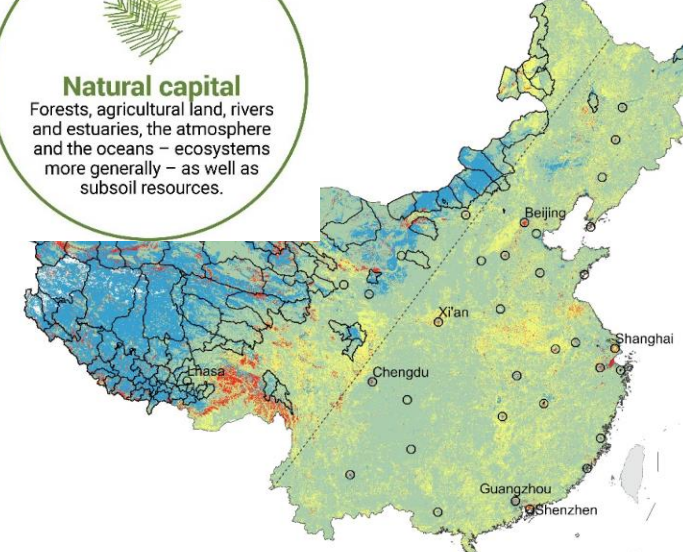 Natural capital
Forests, agricultural land, rivers
and estuaries, the atmosphere
and the oceans – ecosystems
more generally – as well as
subsoil resources.
Beijing
Xi'an
Shanghai
Lhasa
Chengdu
Guangzhou
Shenzhen